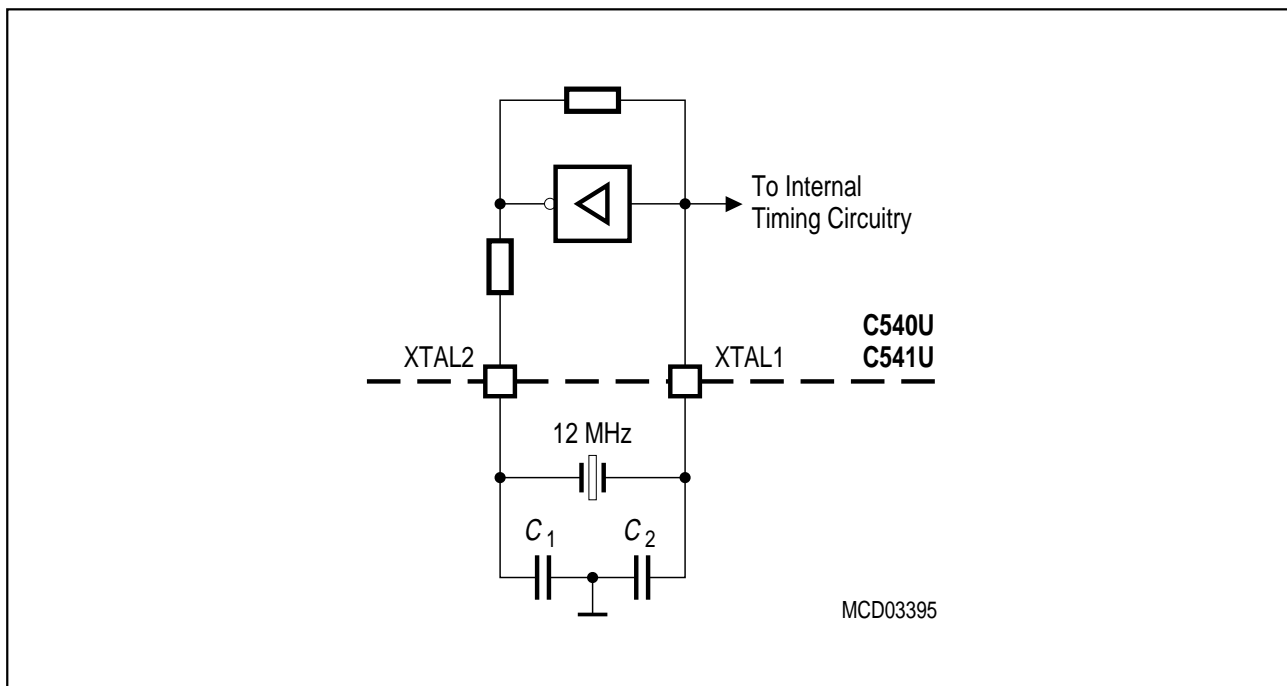 To Internal
Timing Circuitry
C540U
C541U
XTAL2
XTAL1
12 MHz
C1
C2
MCD03395